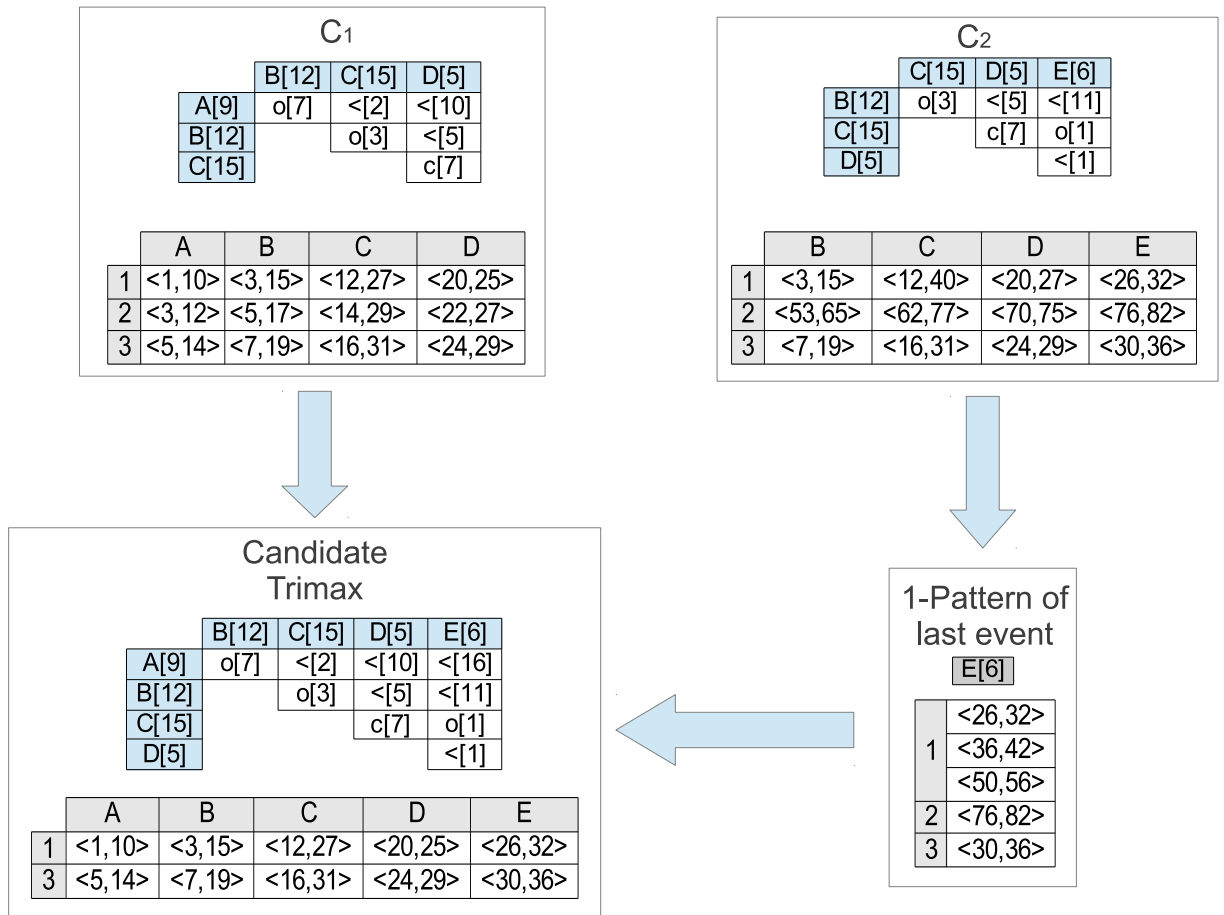 C1
B[12] C[15] D[5]
A[9] o[7] <[2] <[10]
B[12] o[3] <[5]
C[15] c[7]
A B C D
1 <1,10> <3,15> <12,27> <20,25>
2 <3,12> <5,17> <14,29> <22,27>
3 <5,14> <7,19> <16,31> <24,29>
C2
C[15] D[5] E[6]
B[12] o[3] <[5] <[11]
C[15] c[7] o[1]
D[5] <[1]
B C D E
1 <3,15> <12,40> <20,27> <26,32>
2 <53,65> <62,77> <70,75> <76,82>
3 <7,19> <16,31> <24,29> <30,36>
Candidate
Trimax
B[12] C[15] D[5] E[6]
A[9] o[7] <[2] <[10] <[16]
B[12] o[3] <[5] <[11]
C[15] c[7] o[1]
D[5] <[1]
A B C D E
1 <1,10> <3,15> <12,27> <20,25> <26,32>
3 <5,14> <7,19> <16,31> <24,29> <30,36>
1-Pattern of
last event
E[6]
<26,32>
1 <36,42>
<50,56>
2 <76,82>
3 <30,36>